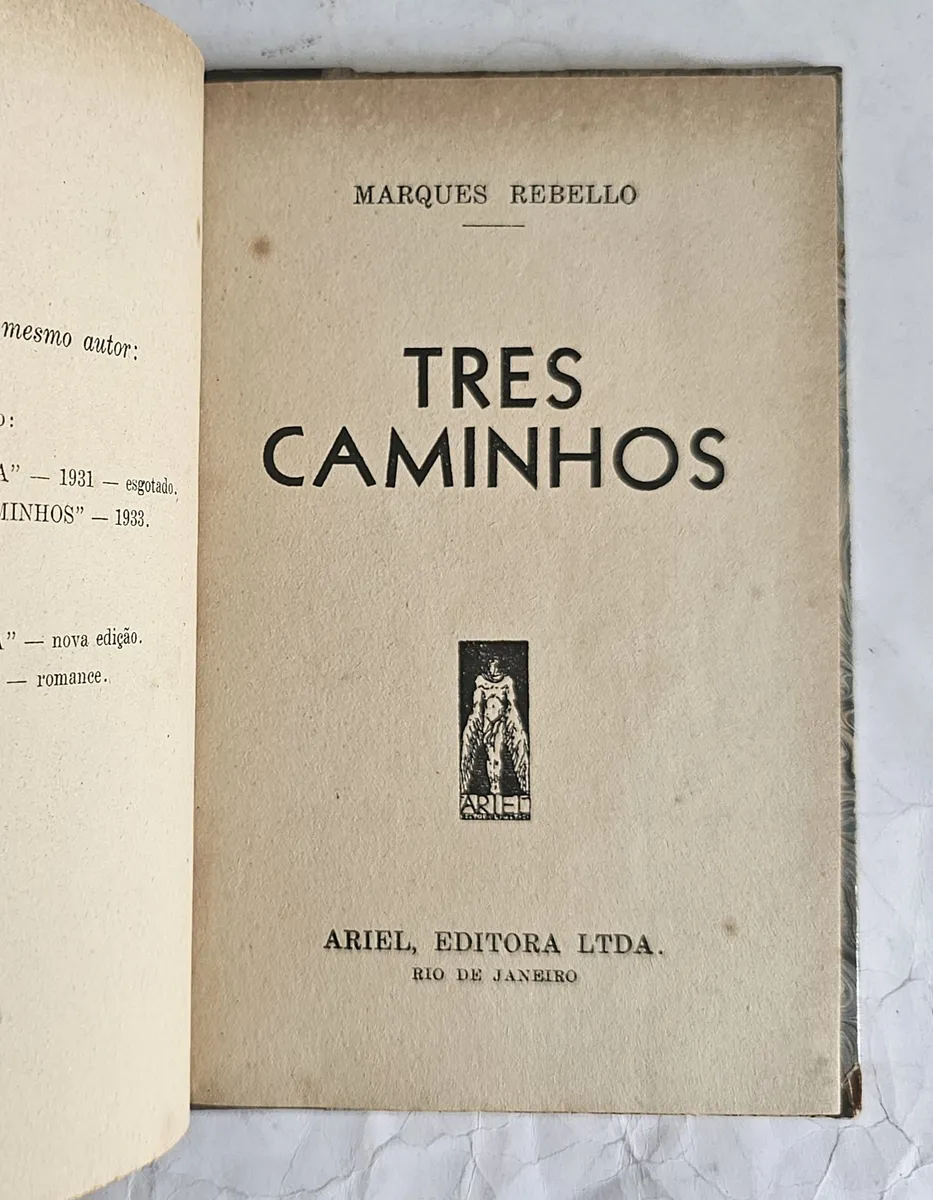 mesmo autor:
A” — 1931 — esgotado.
MINHOS” — 1933.
” — nova edição.
— romance.
MARQUES REBELLO
TRES
CAMINHOS
ARIEL
ARIEL, EDITORA LTDA.
RIO DE JANEIRO